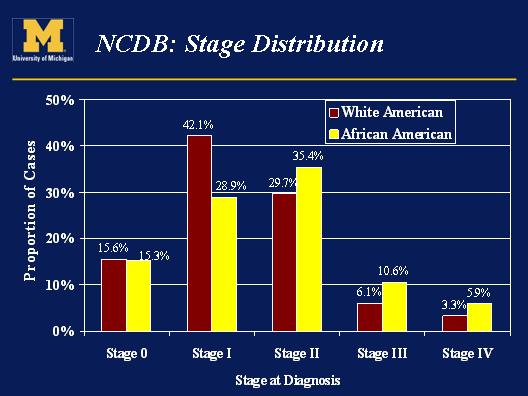 M
University of Michigan
NCDB: Stage Distribution
50%
40%
30%
20%
10%
0%
Proportion of Cases
White American
African American
15.6%
15.3%
42.1%
28.9%
29.7%
35.4%
6.1%
10.6%
3.3%
5.9%
Stage 0
Stage I
Stage II
Stage III
Stage IV
Stage at Diagnosis